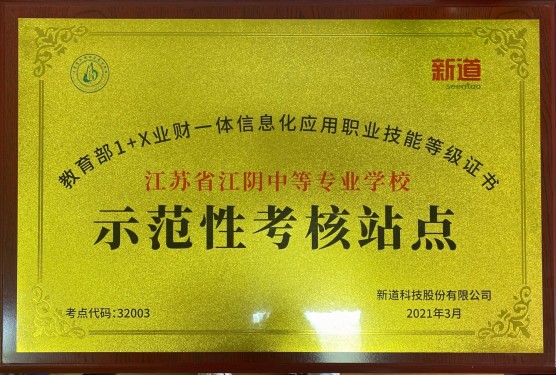 新道
seentao
教育部1+X业财一体信息化应用职业技能等级证书
江苏省江阴中等专业学校
示范性考核站点
考点代码:32003
新道科技股份有限公司
2021年3月